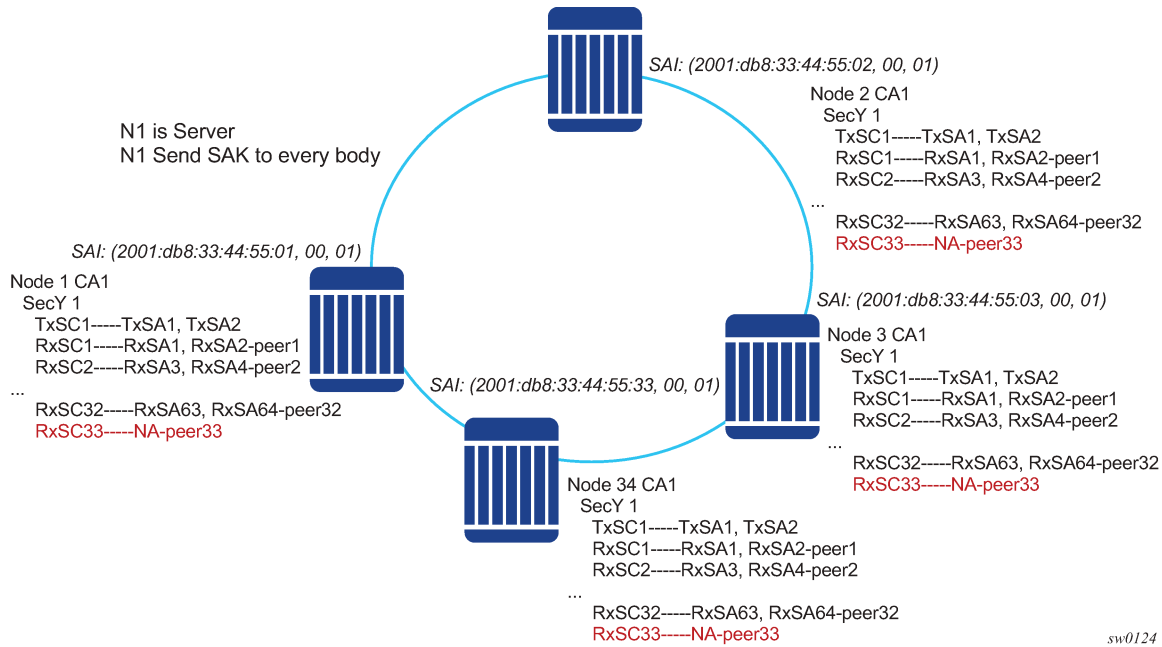 SAI: (2001:db8:33:44:55:02, 00, 01)
Node 2 CA1
SecY 1
TxSC1-----TxSA1, TxSA2
RxSC1-----RxSA1, RxSA2-peer1
RxSC2-----RxSA3, RxSA4-peer2
...
RxSC32-----RxSA63, RxSA64-peer32
RxSC33-----NA-peer33
N1 is Server
N1 Send SAK to every body
SAI: (2001:db8:33:44:55:01, 00, 01)
Node 1 CA1
SecY 1
TxSC1-----TxSA1, TxSA2
RxSC1-----RxSA1, RxSA2-peer1
RxSC2-----RxSA3, RxSA4-peer2
...
RxSC32-----RxSA63, RxSA64-peer32
RxSC33-----NA-peer33
SAI: (2001:db8:33:44:55:03, 00, 01)
Node 3 CA1
SecY 1
TxSC1-----TxSA1, TxSA2
RxSC1-----RxSA1, RxSA2-peer1
RxSC2-----RxSA3, RxSA4-peer2
...
RxSC32-----RxSA63, RxSA64-peer32
RxSC33-----NA-peer33
SAI: (2001:db8:33:44:55:33, 00, 01)
Node 34 CA1
SecY 1
TxSC1-----TxSA1, TxSA2
RxSC1-----RxSA1, RxSA2-peer1
RxSC2-----RxSA3, RxSA4-peer2
...
RxSC32-----RxSA63, RxSA64-peer32
RxSC33-----NA-peer33
sw0124